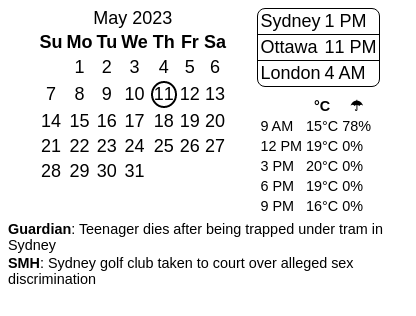 May 2023
Su Mo Tu We Th Fr Sa
1 2 3 4 5 6
7 8 9 10 11 12 13
14 15 16 17 18 19 20
21 22 23 24 25 26 27
28 29 30 31
Sydney 1 PM
Ottawa 11 PM
London 4 AM
°C ☂
9 AM 15°C 78%
12 PM 19°C 0%
3 PM 20°C 0%
6 PM 19°C 0%
9 PM 16°C 0%
Guardian: Teenager dies after being trapped under tram in
Sydney
SMH: Sydney golf club taken to court over alleged sex
discrimination